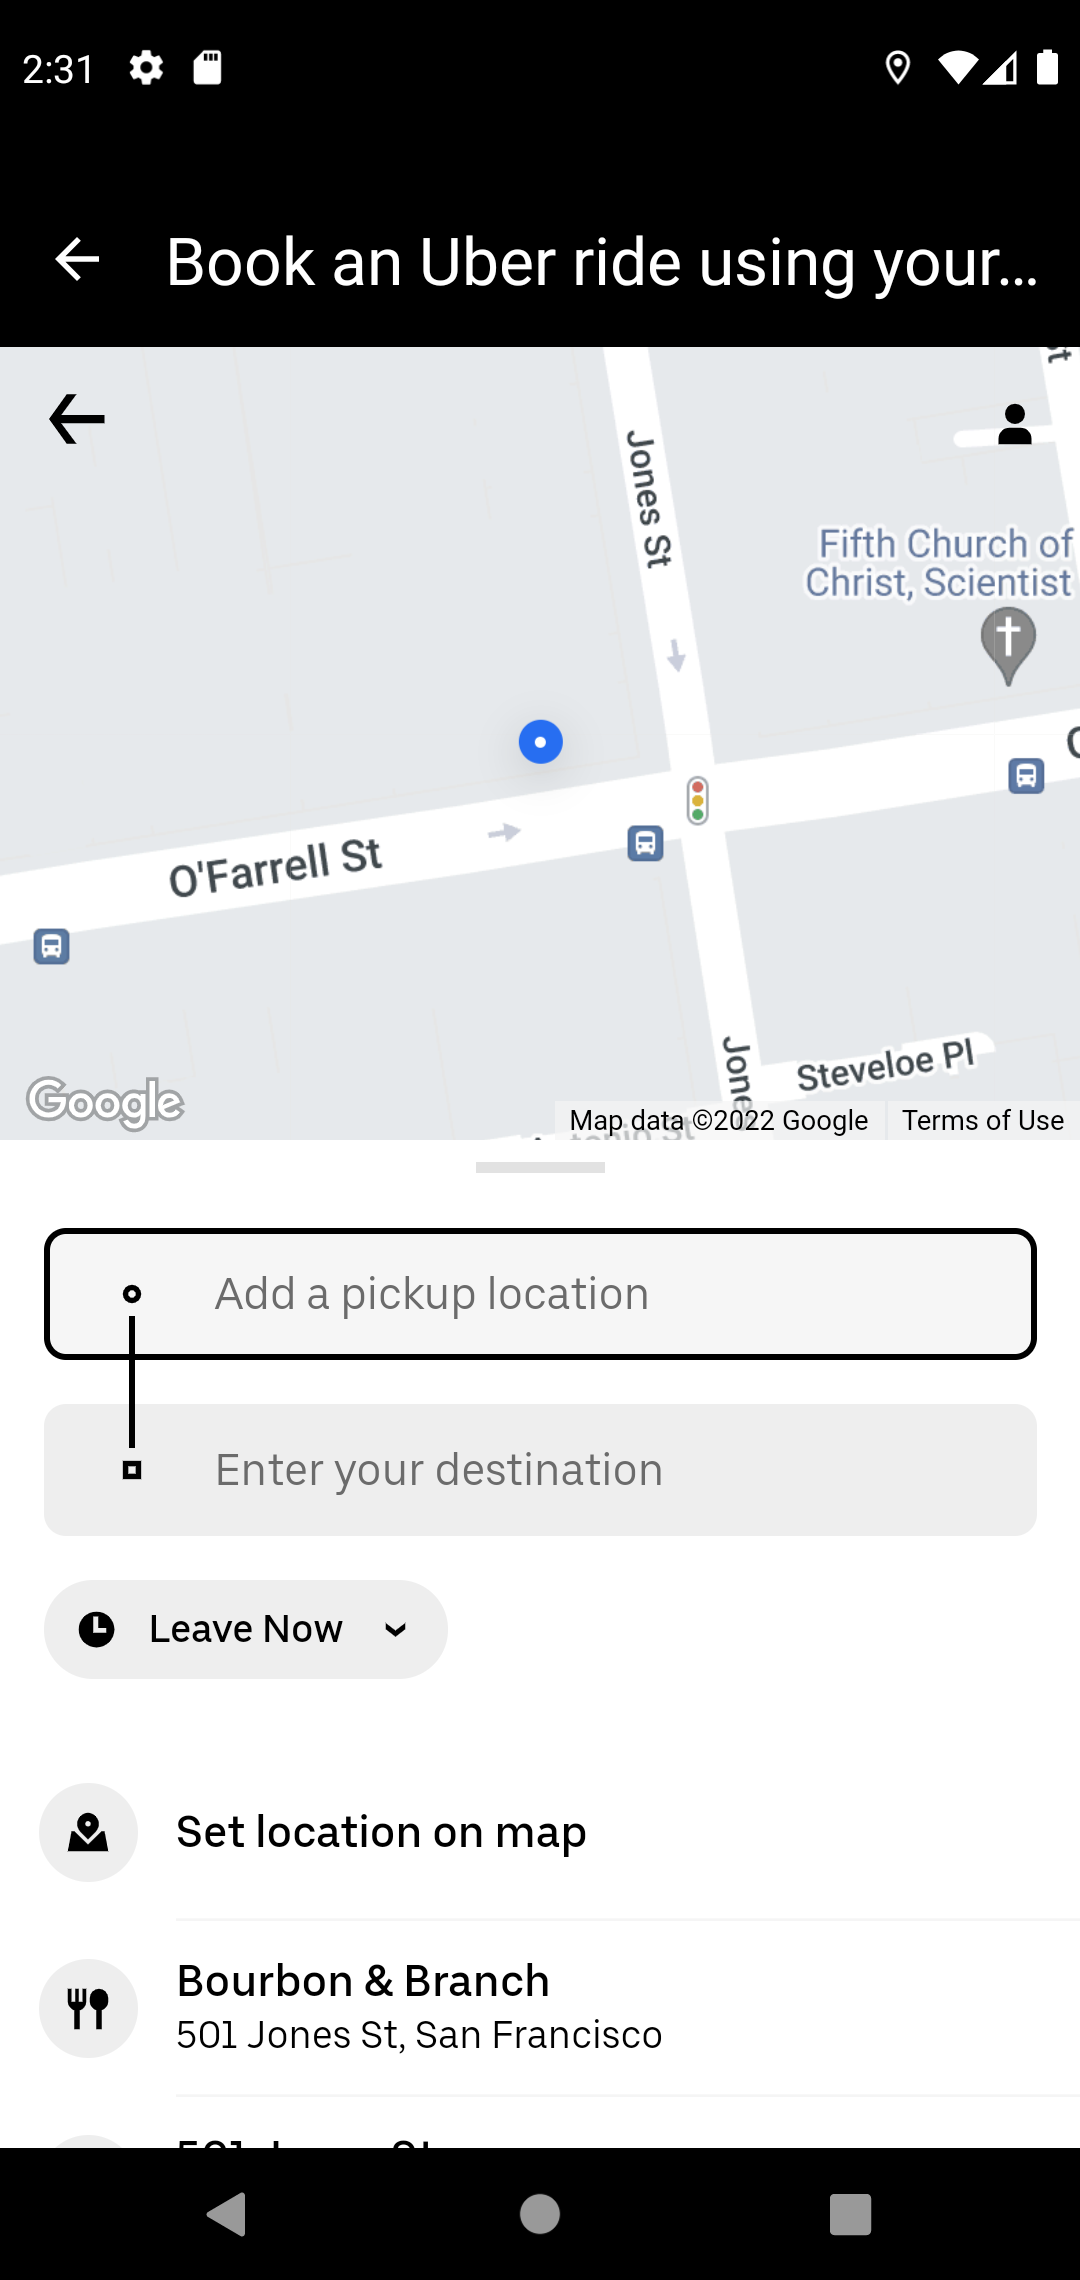 2:31
Book an Uber ride using your...
Jones St
Fifth Church of
Christ, Scientist
O'Farrell St
Steveloe Pl
Google
Map data ©2022 Google
Terms of Use
Add a pickup location
Enter your destination
Leave Now
Set location on map
Bourbon & Branch
501 Jones St, San Francisco